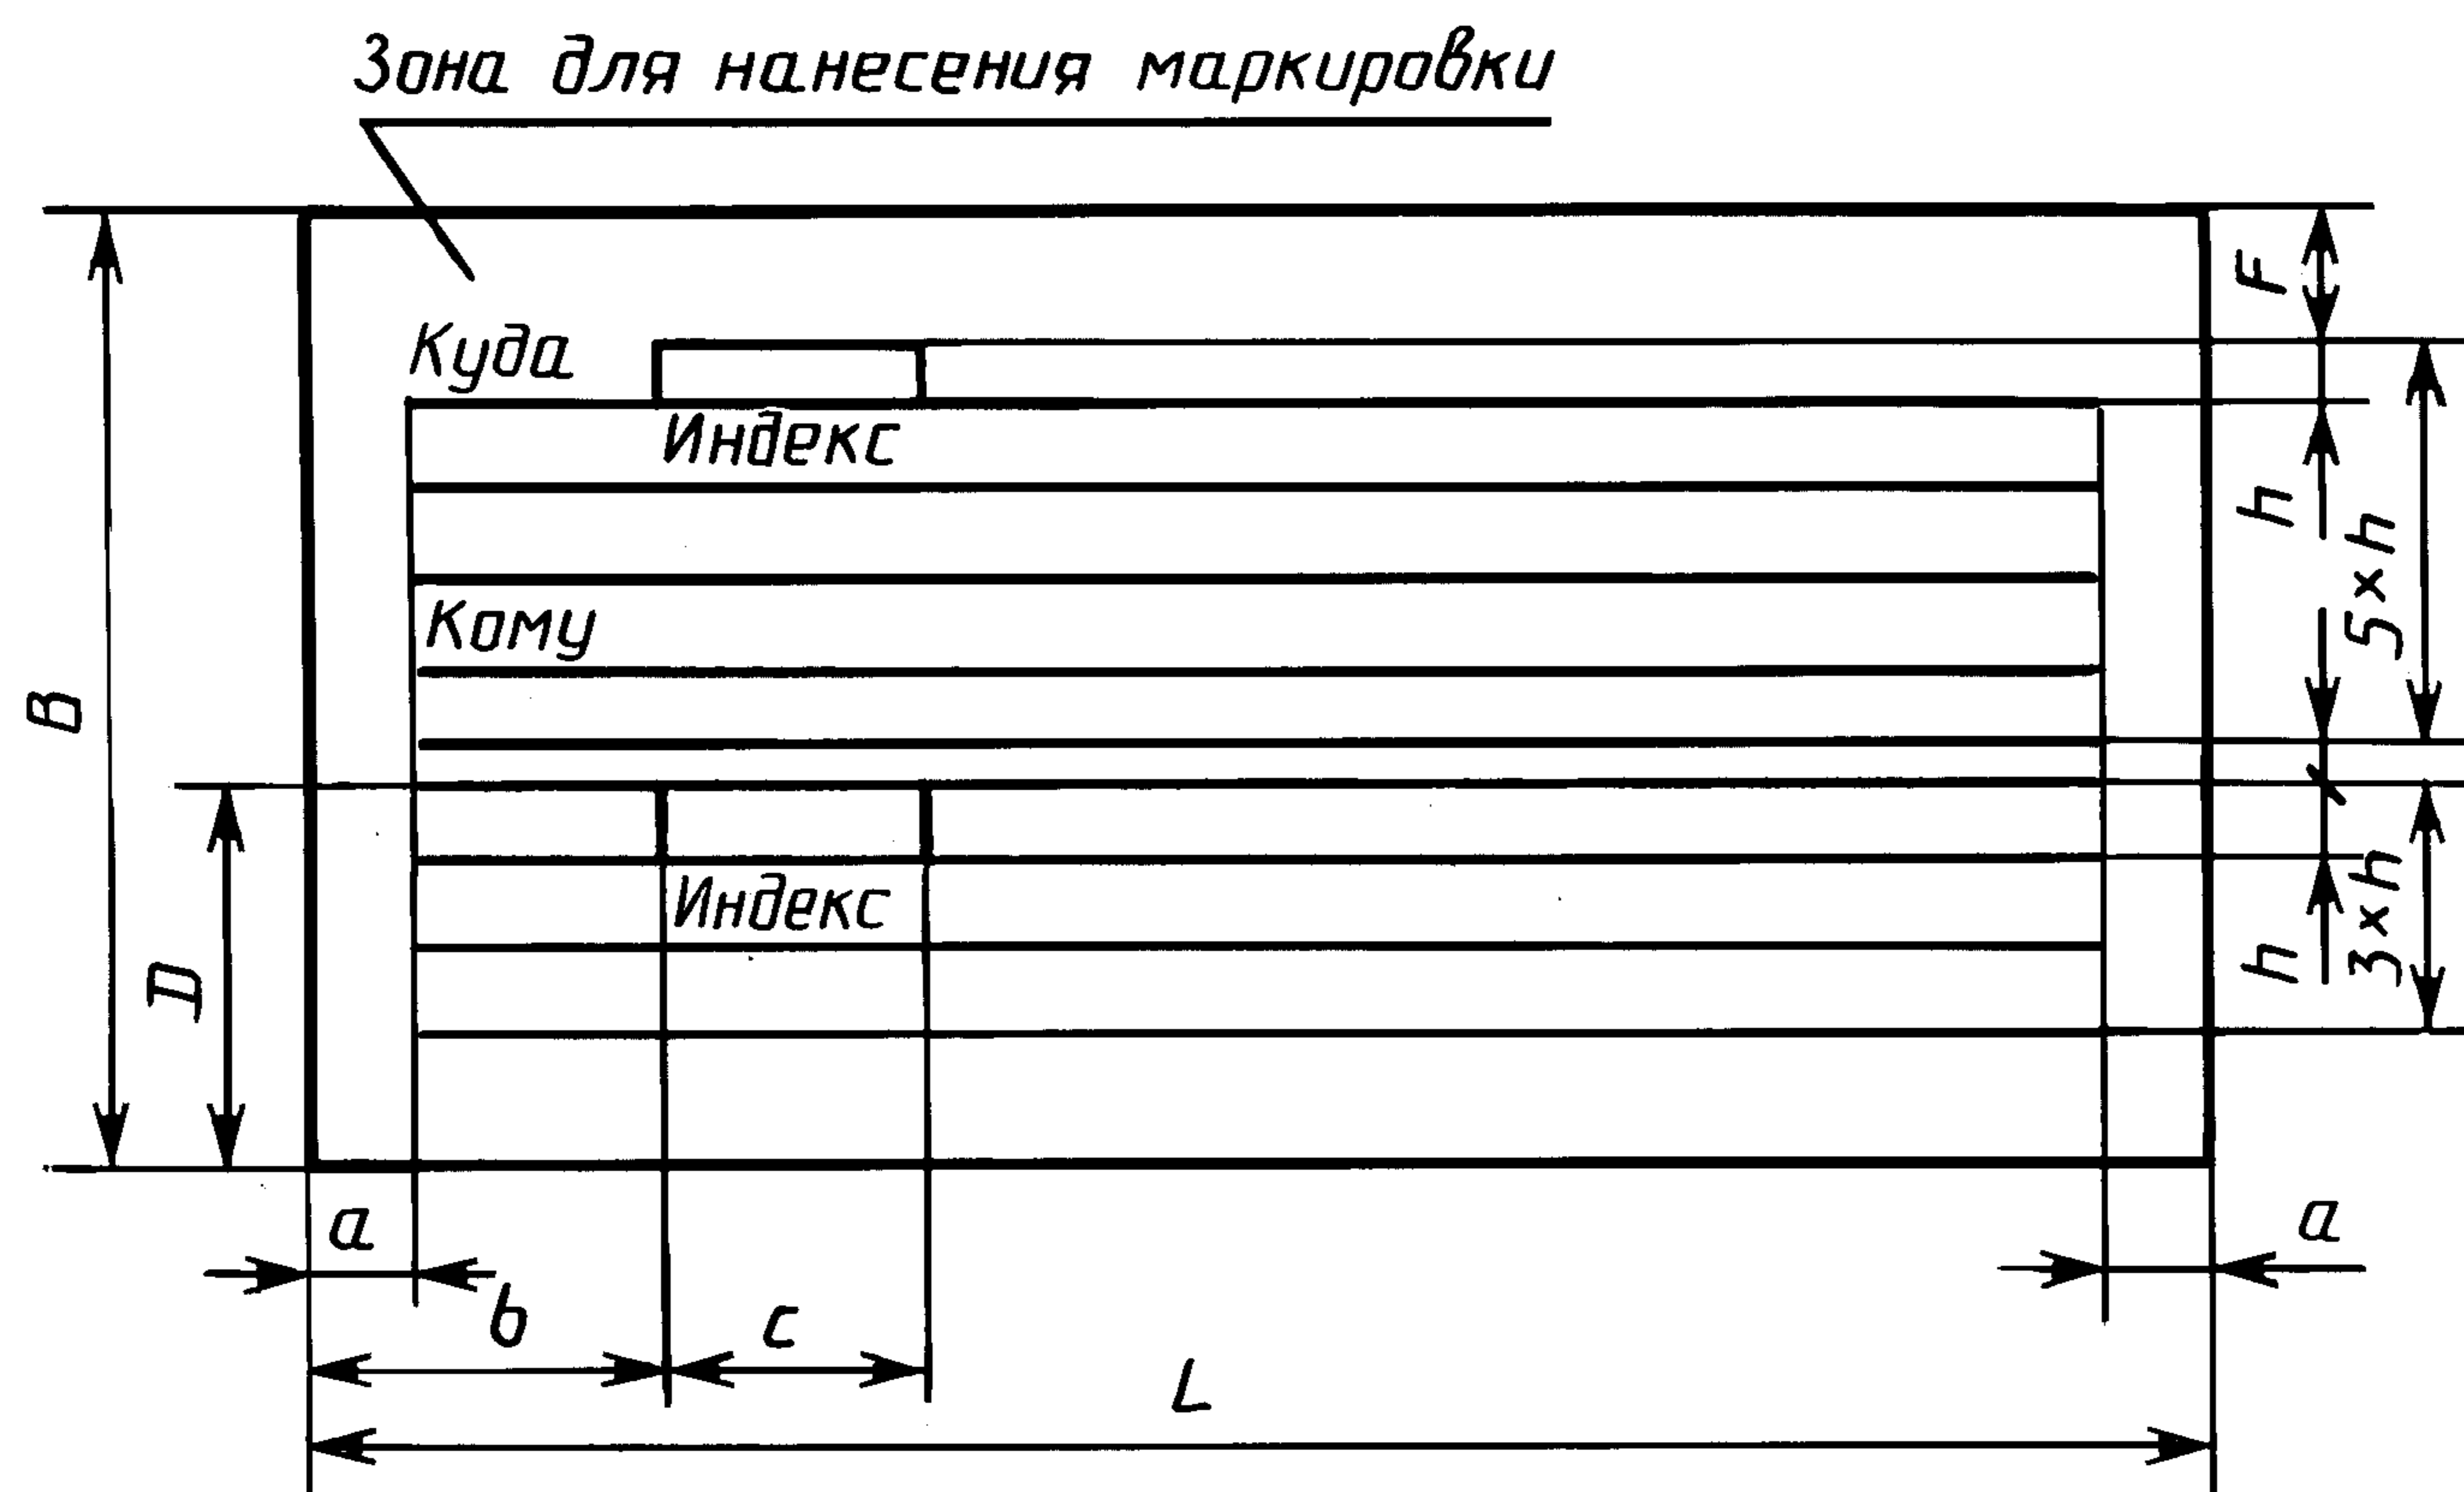 Зона для нанесения маркировки
F
Куда
Индекс
h
5×h
Кому
B
Индекс
3×h
h
D
a
a
b
c
L